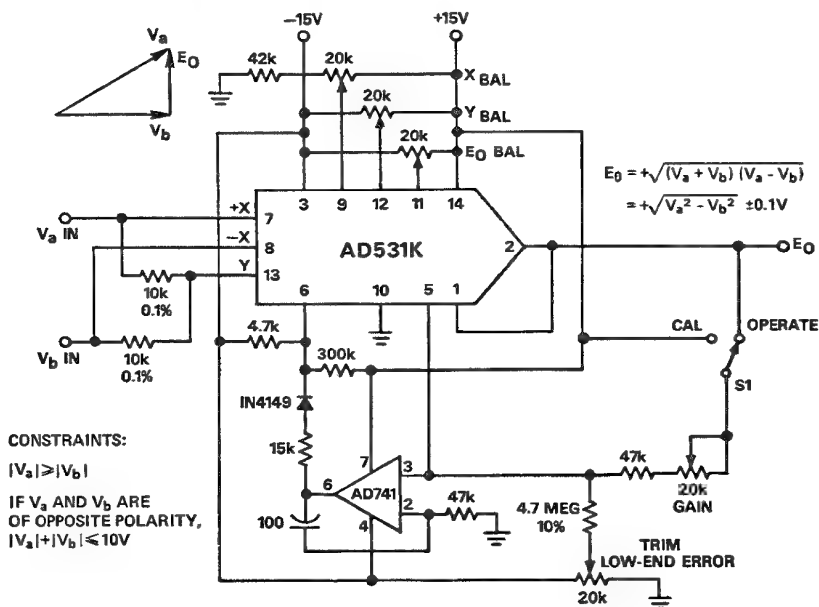 −15V
+15V
Va
EO
Vb
42k
20k
X BAL
20k
Y BAL
20k
EO BAL
EO = +√(Va + Vb) (Va - Vb)
= +√Va² − Vb² ±0.1V
3
9
12
11
14
Va IN
+X
7
−X
8
Y
13
AD531K
2
EO
10k
0.1%
6
10
5
1
Vb IN
10k
0.1%
4.7k
300k
CAL
OPERATE
S1
IN4149
15k
CONSTRAINTS:
|Va|⩾|Vb|
IF Va AND Vb ARE
OF OPPOSITE POLARITY,
|Va|+|Vb|⩽10V
7
3
6
AD741
2
4
100
47k
47k
20k
GAIN
4.7 MEG
10%
TRIM
LOW-END ERROR
20k